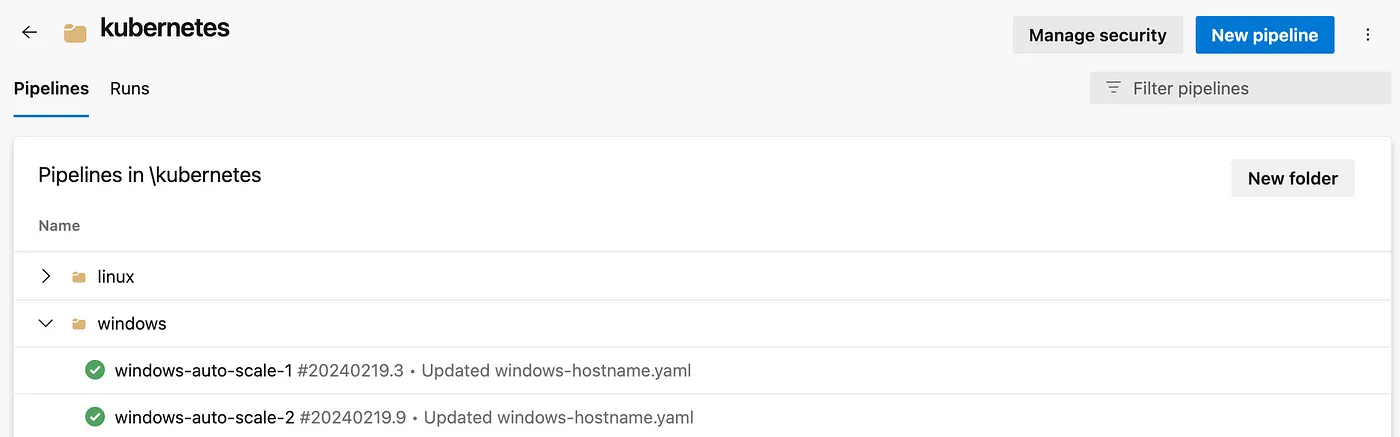 kubernetes
Manage security
New pipeline
Pipelines
Runs
Filter pipelines
Pipelines in \kubernetes
New folder
Name
linux
windows
windows-auto-scale-1 #20240219.3 • Updated windows-hostname.yaml
windows-auto-scale-2 #20240219.9 • Updated windows-hostname.yaml